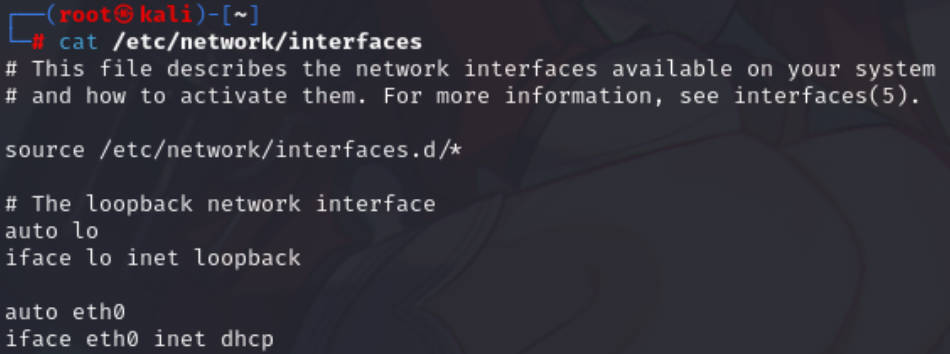 ┌──(root㉿kali)-[~]
└─# cat /etc/network/interfaces
# This file describes the network interfaces available on your system
# and how to activate them. For more information, see interfaces(5).
source /etc/network/interfaces.d/*
# The loopback network interface
auto lo
iface lo inet loopback
auto eth0
iface eth0 inet dhcp